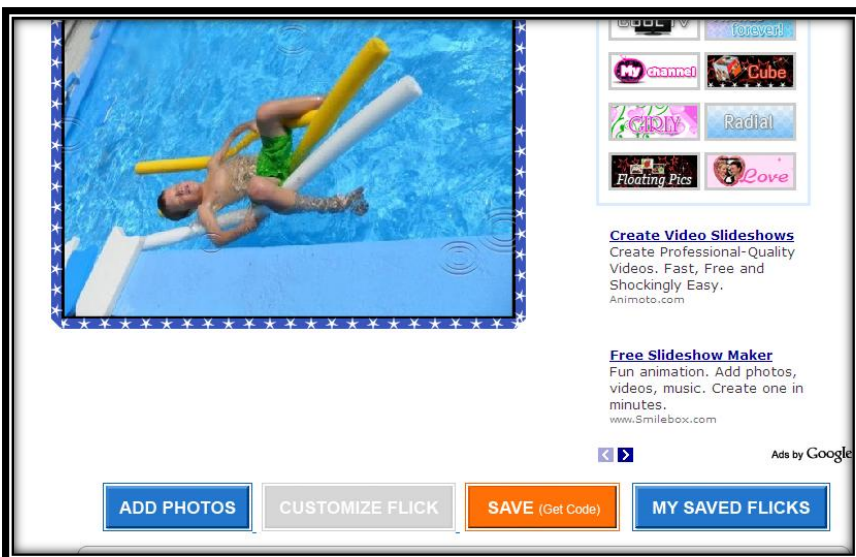 COOL TV
forever!
My channel
Cube
GIRLY
Radial
Floating Pics
Love
Create Video Slideshows
Create Professional-Quality
Videos. Fast, Free and
Shockingly Easy.
Animoto.com
Free Slideshow Maker
Fun animation. Add photos,
videos, music. Create one in
minutes.
www.Smilebox.com
Ads by Google
ADD PHOTOS
CUSTOMIZE FLICK
SAVE (Get Code)
MY SAVED FLICKS